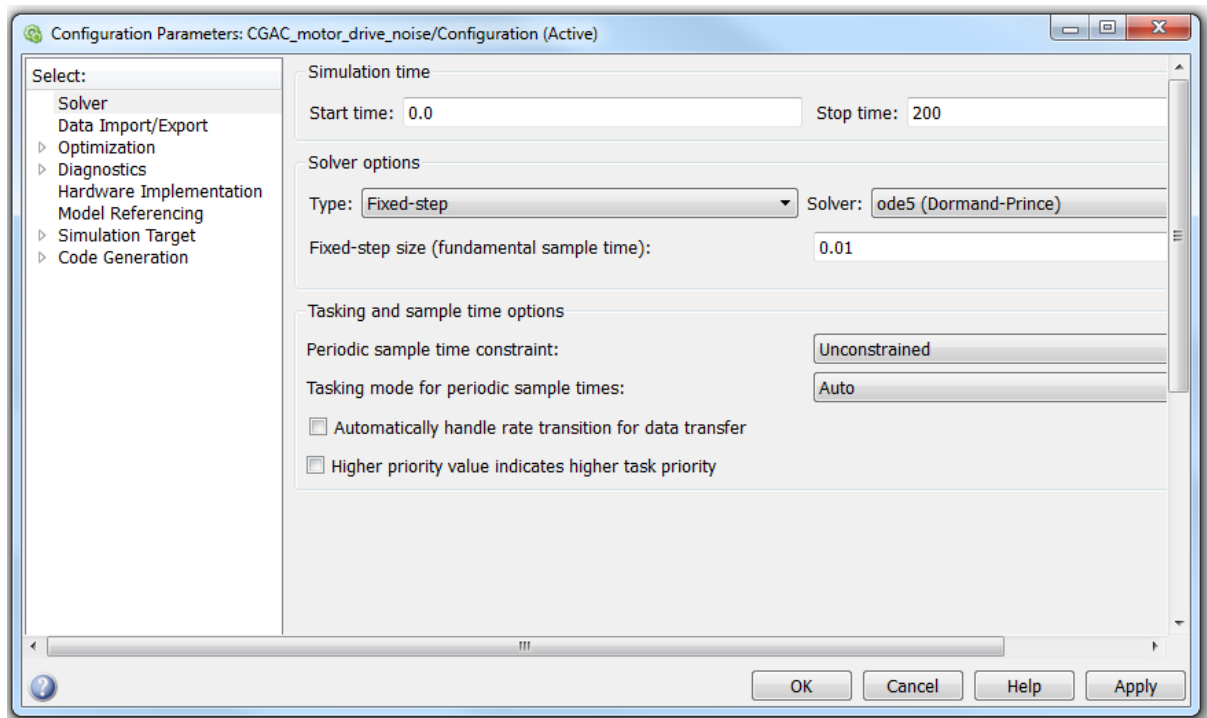 Configuration Parameters: CGAC_motor_drive_noise/Configuration (Active)
Select:
Solver
Data Import/Export
Optimization
Diagnostics
Hardware Implementation
Model Referencing
Simulation Target
Code Generation
Simulation time
Start time: 0.0 Stop time: 200
Solver options
Type: Fixed-step Solver: ode5 (Dormand-Prince)
Fixed-step size (fundamental sample time): 0.01
Tasking and sample time options
Periodic sample time constraint: Unconstrained
Tasking mode for periodic sample times: Auto
Automatically handle rate transition for data transfer
Higher priority value indicates higher task priority
OK Cancel Help Apply